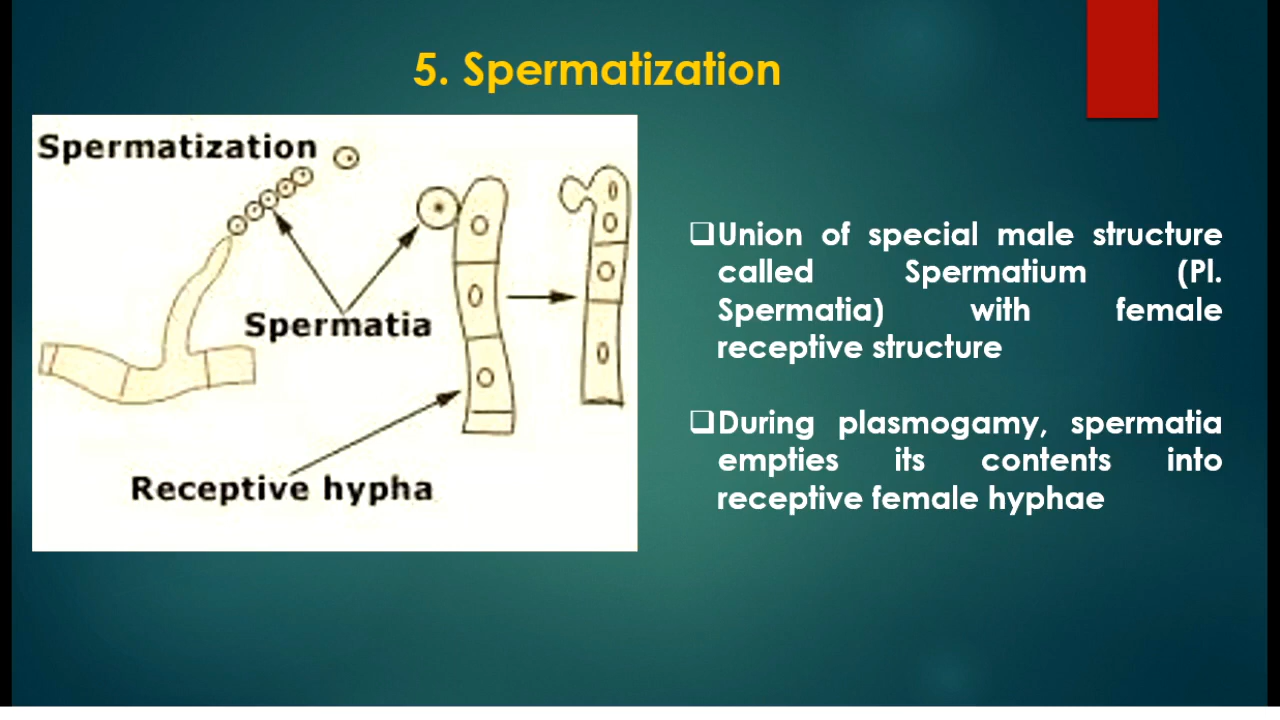 5. Spermatization
Spermatization
Spermatia
Receptive hypha
❑Union of special male structure
called Spermatium (Pl.
Spermatia) with female
receptive structure
❑During plasmogamy, spermatia
empties its contents into
receptive female hyphae